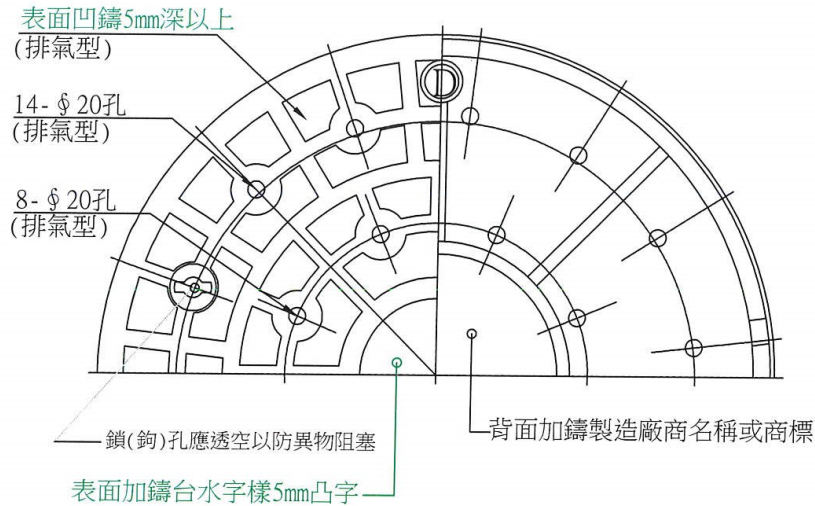 表面凹鑄5mm深以上
(排氣型)
D
14-∮20孔
(排氣型)
8-∮20孔
(排氣型)
鎖(鉤)孔應透空以防異物阻塞
背面加鑄製造廠商名稱或商標
表面加鑄台水字樣5mm凸字